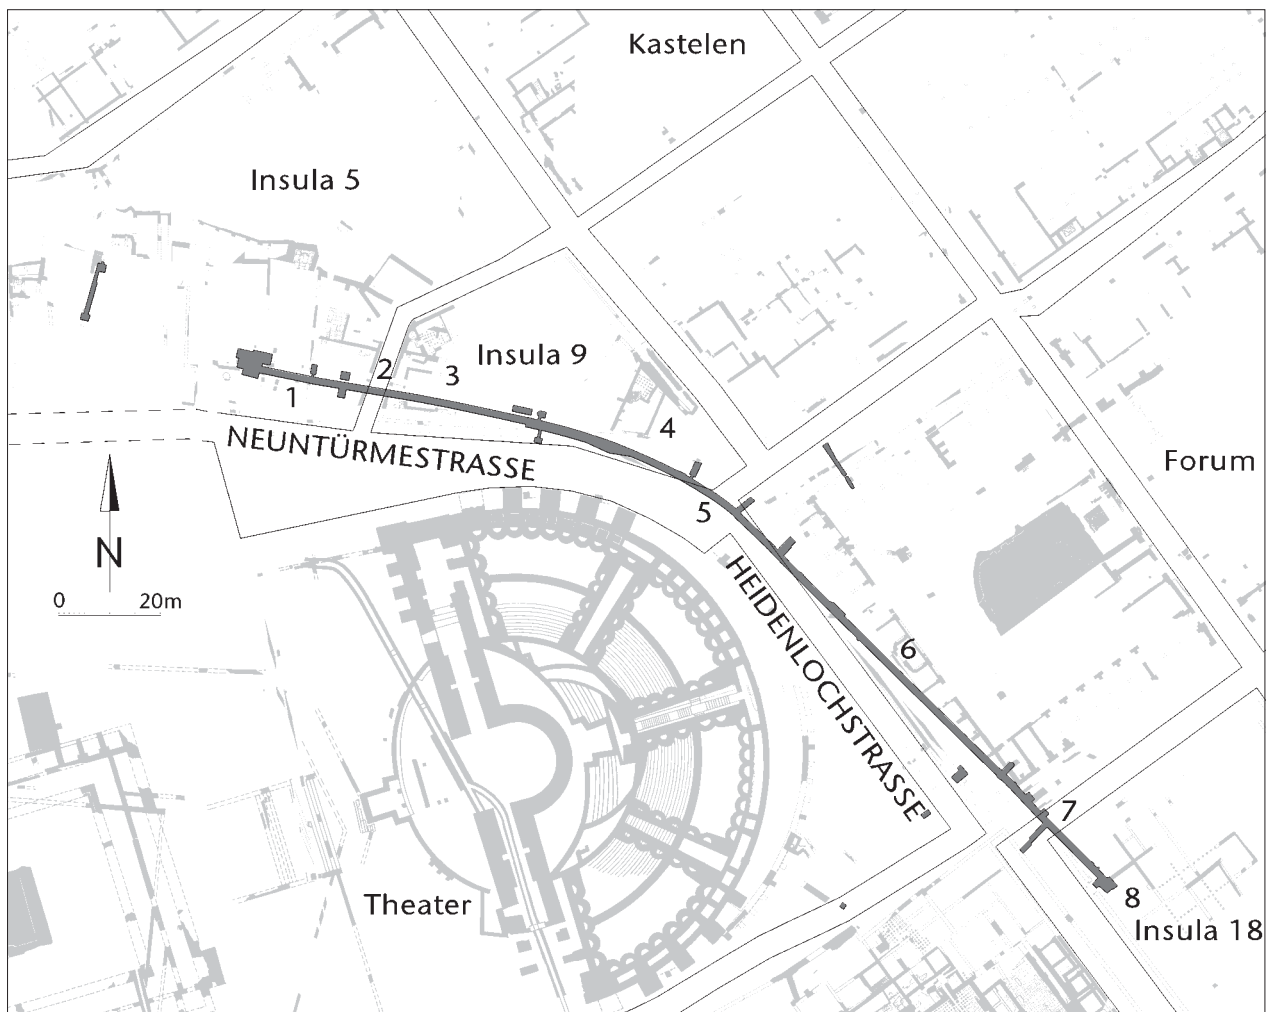 Kastelen
Insula 5
Insula 9
2
3
1
4
NEUNTÜRMESTRASSE
Forum
5
N
0 20m
HEIDENLOCHSTRASSE
6
7
Theater
8
Insula 18